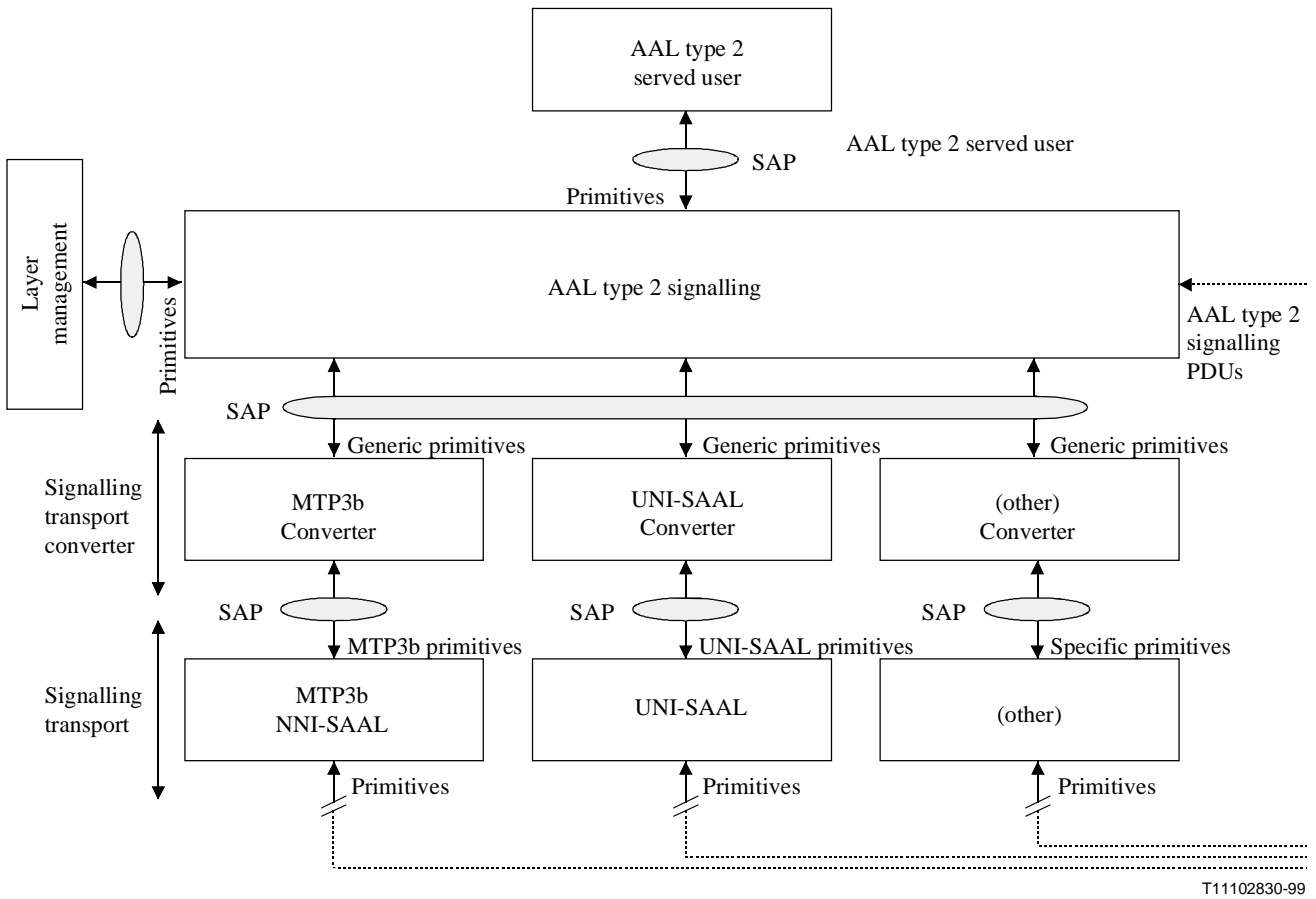 AAL type 2
served user
AAL type 2 served user
SAP
Primitives
Layer
management
Primitives
AAL type 2 signalling
AAL type 2
signalling
PDUs
SAP
Generic primitives
Generic primitives
Generic primitives
Signalling
transport
converter
MTP3b
Converter
UNI-SAAL
Converter
(other)
Converter
SAP
SAP
SAP
MTP3b primitives
UNI-SAAL primitives
Specific primitives
Signalling
transport
MTP3b
NNI-SAAL
UNI-SAAL
(other)
Primitives
Primitives
Primitives
T11102830-99